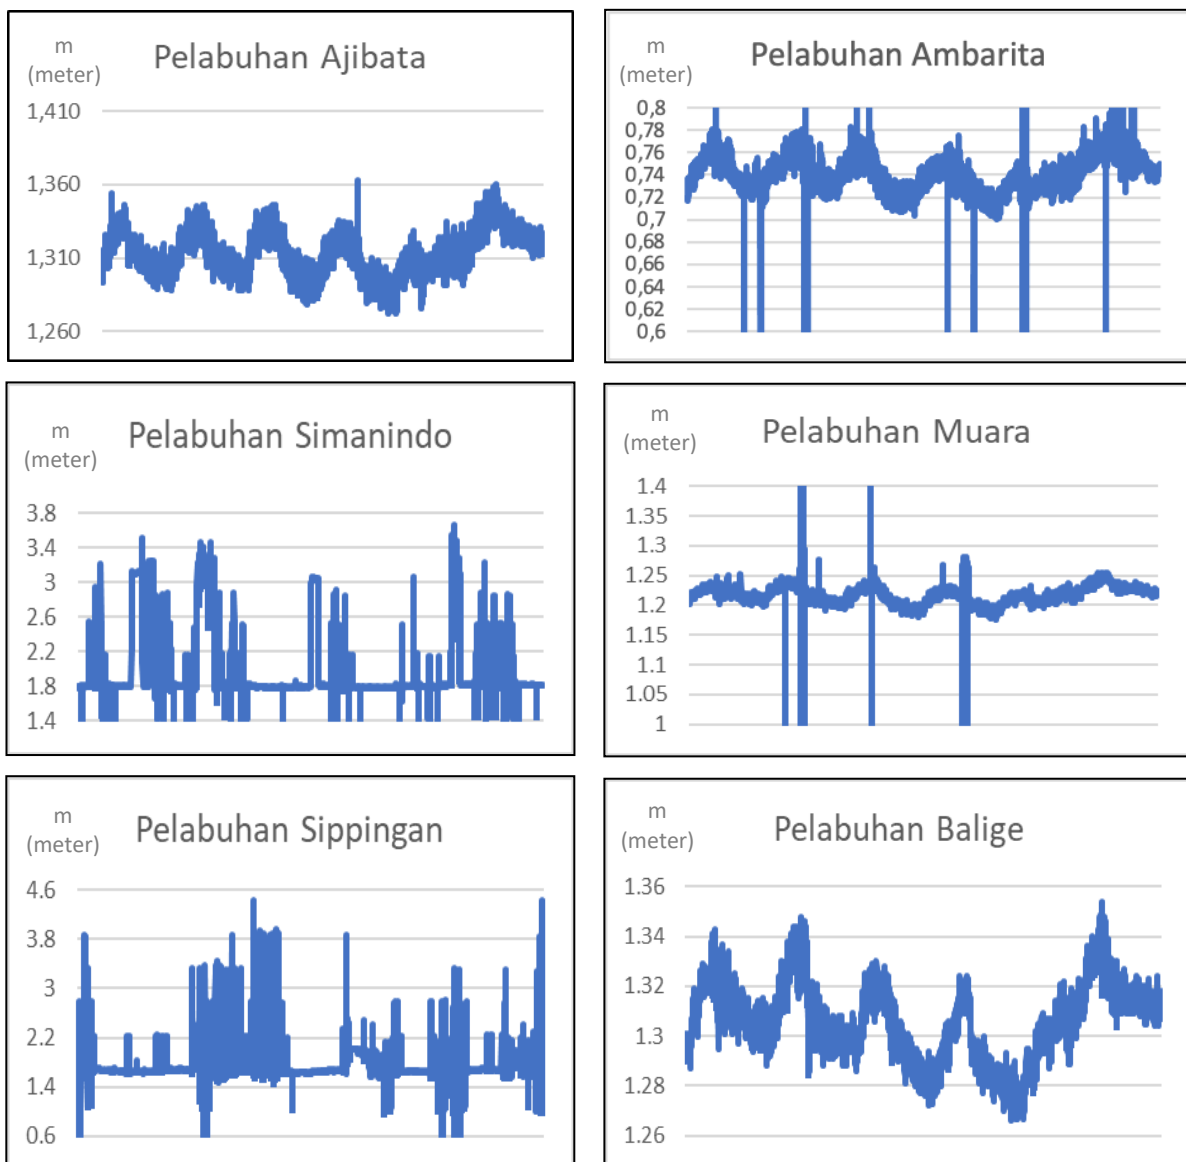 m
(meter)
Pelabuhan Ajibata
1,410
1,360
1,310
1,260
m
(meter)
Pelabuhan Ambarita
0,8
0,78
0,76
0,74
0,72
0,7
0,68
0,66
0,64
0,62
0,6
m
(meter)
Pelabuhan Simanindo
3.8
3.4
3
2.6
2.2
1.8
1.4
m
(meter)
Pelabuhan Muara
1.4
1.35
1.3
1.25
1.2
1.15
1.1
1.05
1
m
(meter)
Pelabuhan Sippingan
4.6
3.8
3
2.2
1.4
0.6
m
(meter)
Pelabuhan Balige
1.36
1.34
1.32
1.3
1.28
1.26